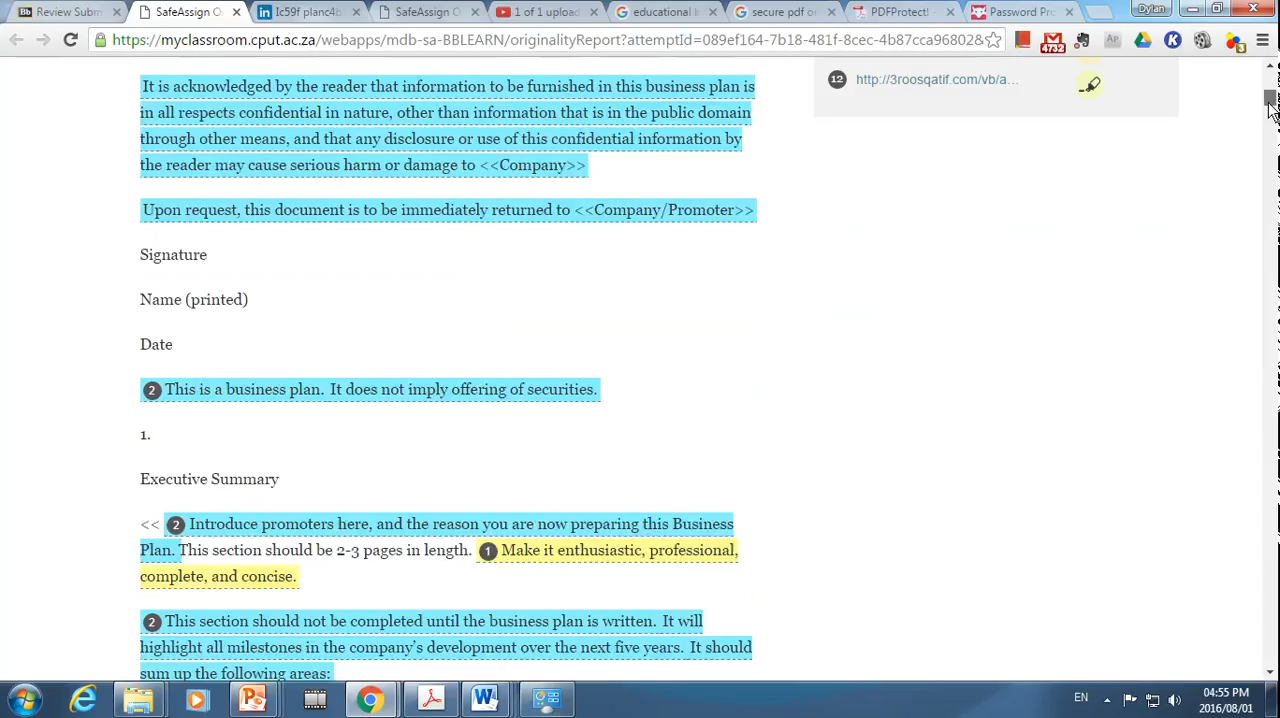 Review Subm
SafeAssign O
Ic59f planc4b
SafeAssign O
1 of 1 upload
educational b
secure pdf or
PDFProtect! -
Password Pro
Dylan
https://myclassroom.cput.ac.za/webapps/mdb-sa-BBLEARN/originalityReport?attemptId=089ef164-7b18-481f-8cec-4b87cca96802&
4732
It is acknowledged by the reader that information to be furnished in this business plan is
in all respects confidential in nature, other than information that is in the public domain
through other means, and that any disclosure or use of this confidential information by
the reader may cause serious harm or damage to <<Company>>
12 http://3roosqatif.com/vb/a...
Upon request, this document is to be immediately returned to <<Company/Promoter>>
Signature
Name (printed)
Date
2 This is a business plan. It does not imply offering of securities.
1.
Executive Summary
<< 2 Introduce promoters here, and the reason you are now preparing this Business
Plan. This section should be 2-3 pages in length. 1 Make it enthusiastic, professional,
complete, and concise.
2 This section should not be completed until the business plan is written. It will
highlight all milestones in the company's development over the next five years. It should
sum up the following areas:
EN
04:55 PM
2016/08/01